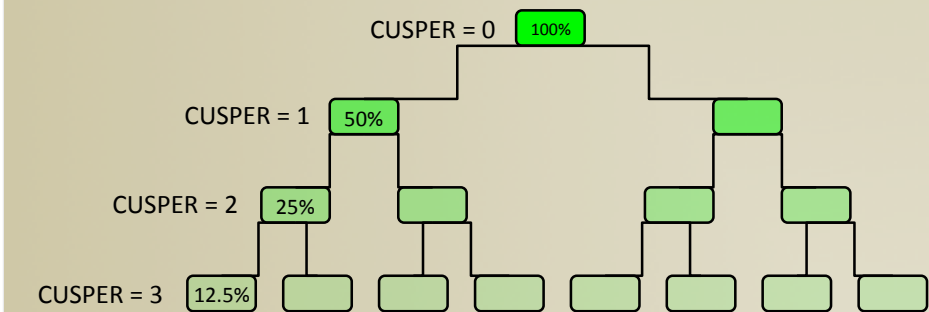 CUSPER = 0 100%
CUSPER = 1 50%
CUSPER = 2 25%
CUSPER = 3 12.5%